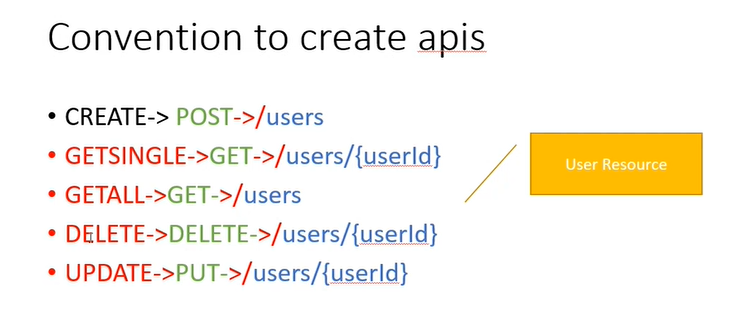 Convention to create apis
• CREATE-> POST->/users
• GETSINGLE->GET->/users/{userId}
• GETALL->GET->/users
• DELETE->DELETE->/users/{userId}
• UPDATE->PUT->/users/{userId}
User Resource